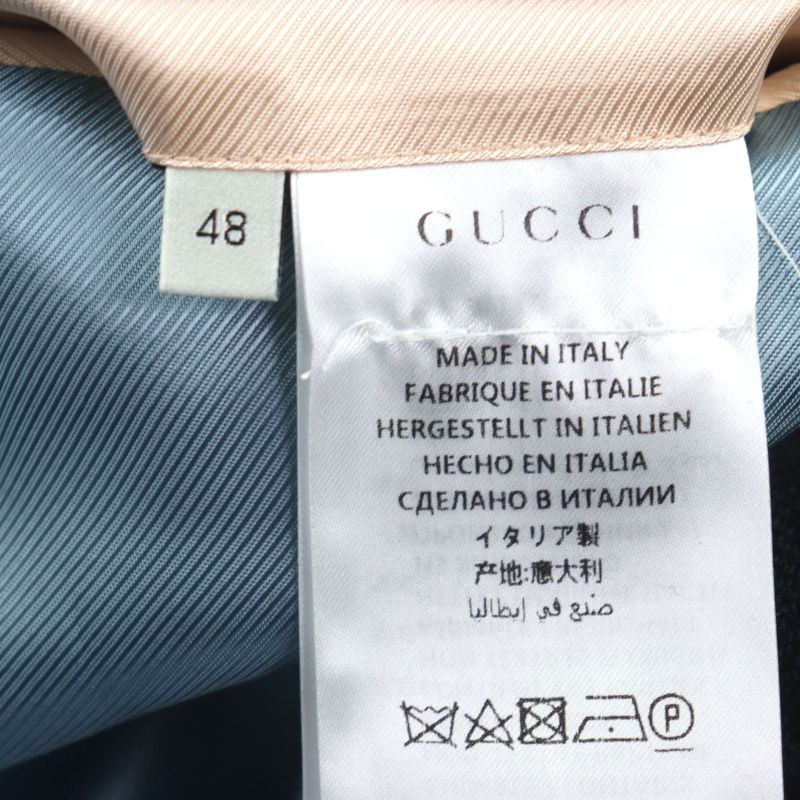 48
GUCCI
MADE IN ITALY
FABRIQUE EN ITALIE
HERGESTELLT IN ITALIEN
HECHO EN ITALIA
СДЕЛАНО В ИТАЛИИ
イタリア製
产地:意大利
صنع في إيطاليا
P